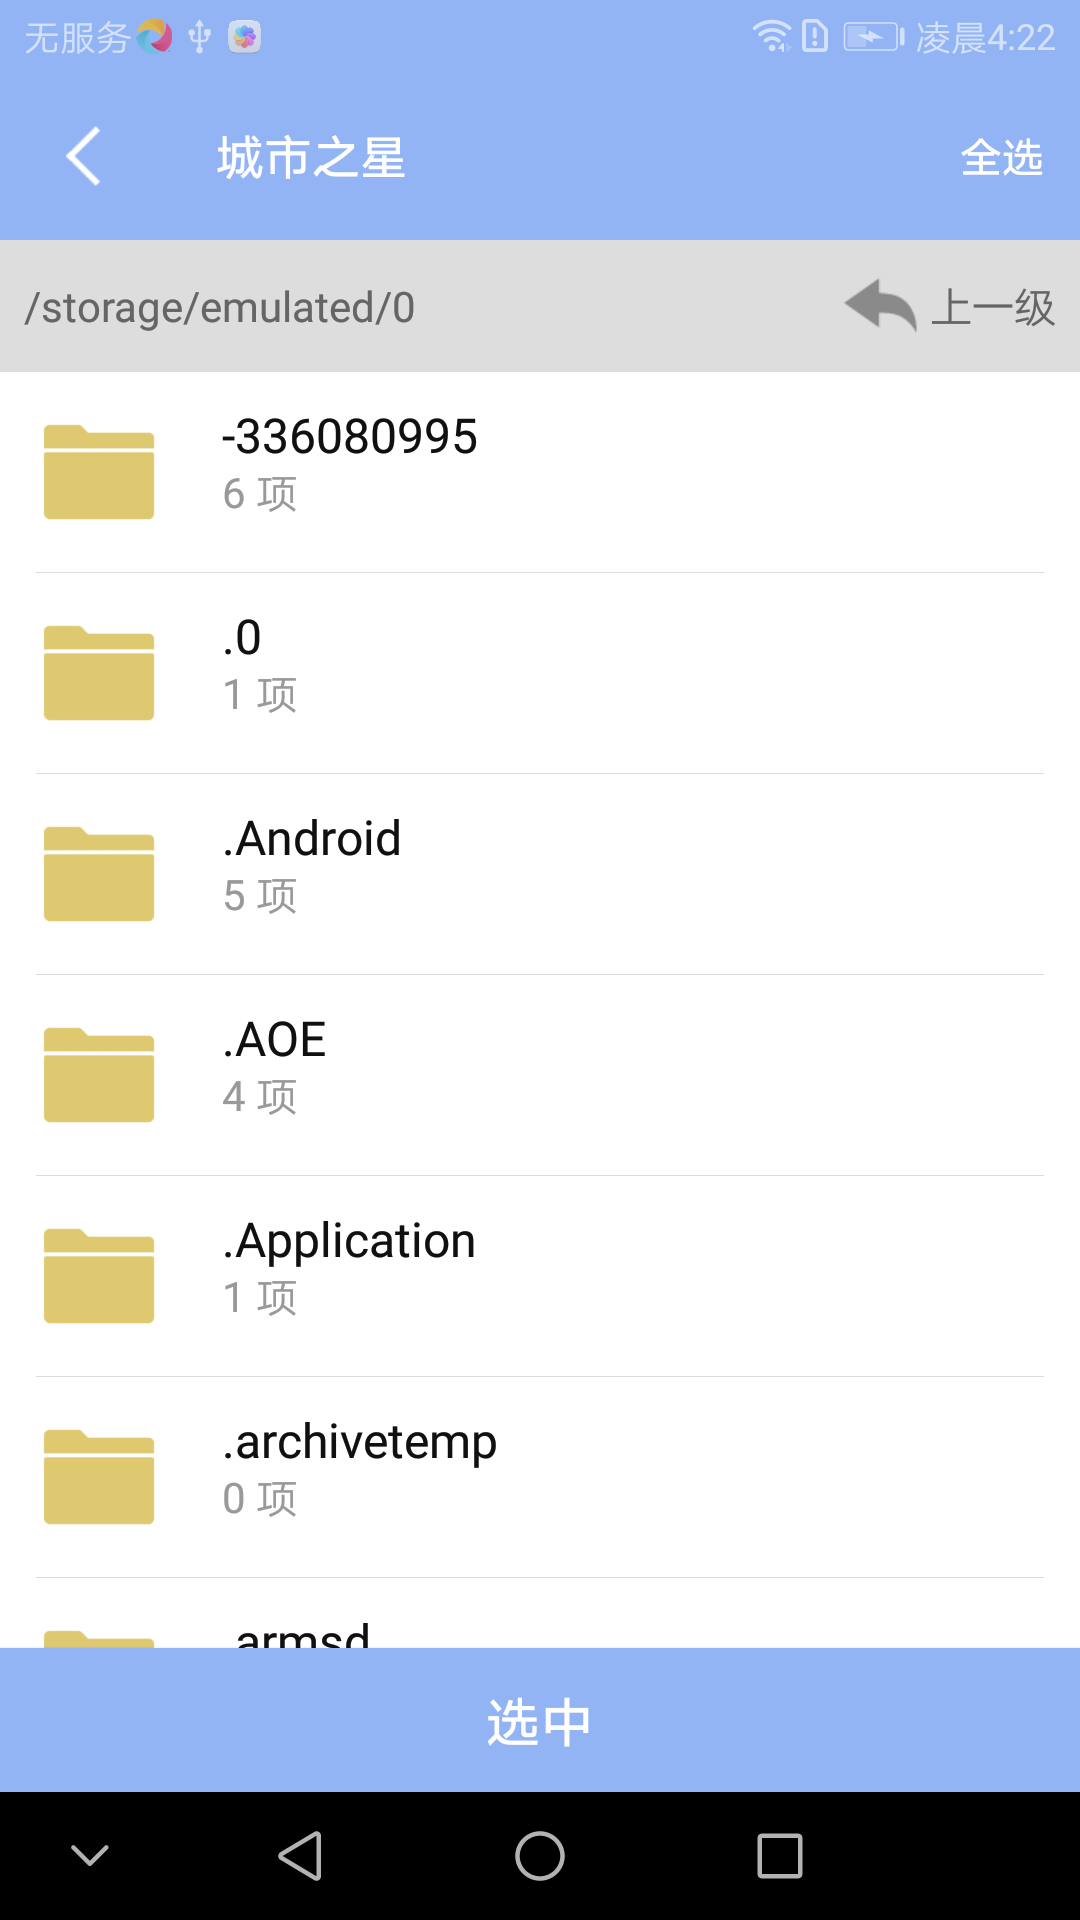 无服务 凌晨4:22
城市之星 全选
/storage/emulated/0 上一级
-336080995
6 项
.0
1 项
.Android
5 项
.AOE
4 项
.Application
1 项
.archivetemp
0 项
.armsd
选中